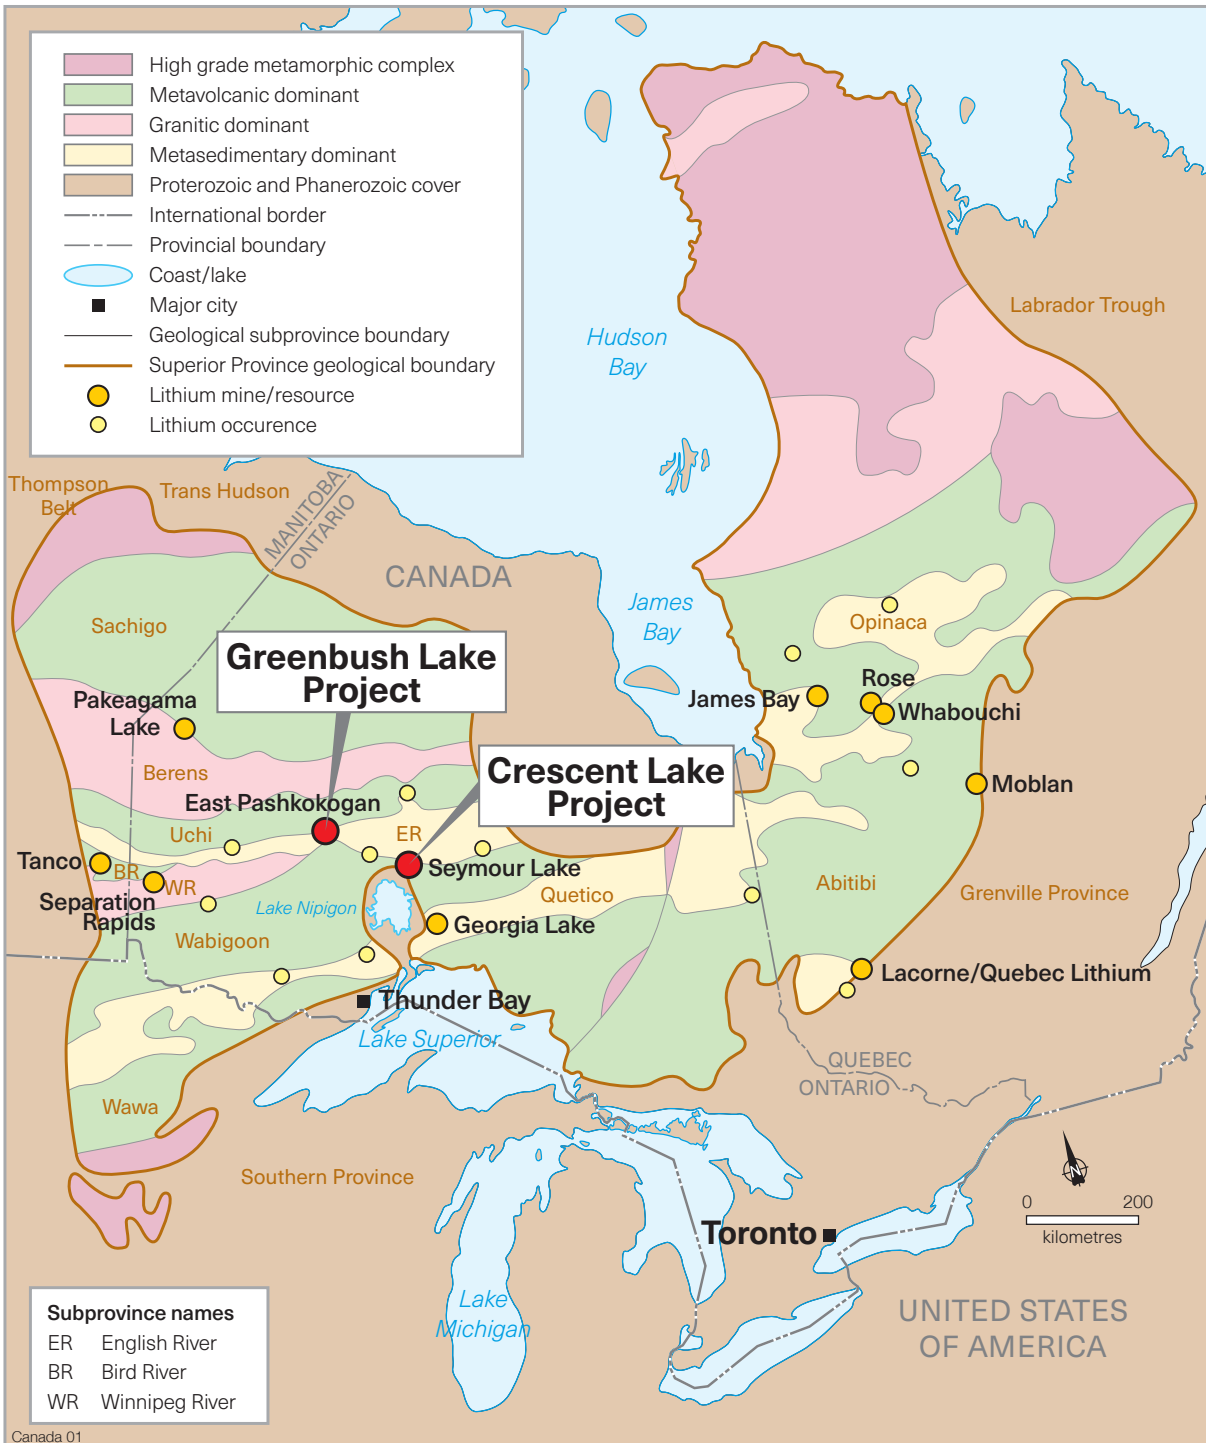 High grade metamorphic complex
Metavolcanic dominant
Granitic dominant
Metasedimentary dominant
Proterozoic and Phanerozoic cover
International border
Provincial boundary
Coast/lake
Major city
Geological subprovince boundary
Superior Province geological boundary
Lithium mine/resource
Lithium occurence
Labrador Trough
Hudson
Bay
Thompson
Belt
Trans Hudson
MANITOBA
ONTARIO
CANADA
James
Bay
Sachigo
Opinaca
Greenbush Lake
Project
Pakeagama
Lake
James Bay
Rose
Whabouchi
Berens
Crescent Lake
Project
Moblan
East Pashkokogan
Uchi
ER
Tanco
BR
WR
Seymour Lake
Separation
Rapids
Lake Nipigon
Quetico
Abitibi
Grenville Province
Georgia Lake
Wabigoon
Lacorne/Quebec Lithium
Thunder Bay
Lake Superior
QUEBEC
ONTARIO
Wawa
Southern Province
N
0 200
kilometres
Toronto
Lake
Michigan
UNITED STATES
OF AMERICA
Subprovince names
ER English River
BR Bird River
WR Winnipeg River
Canada 01